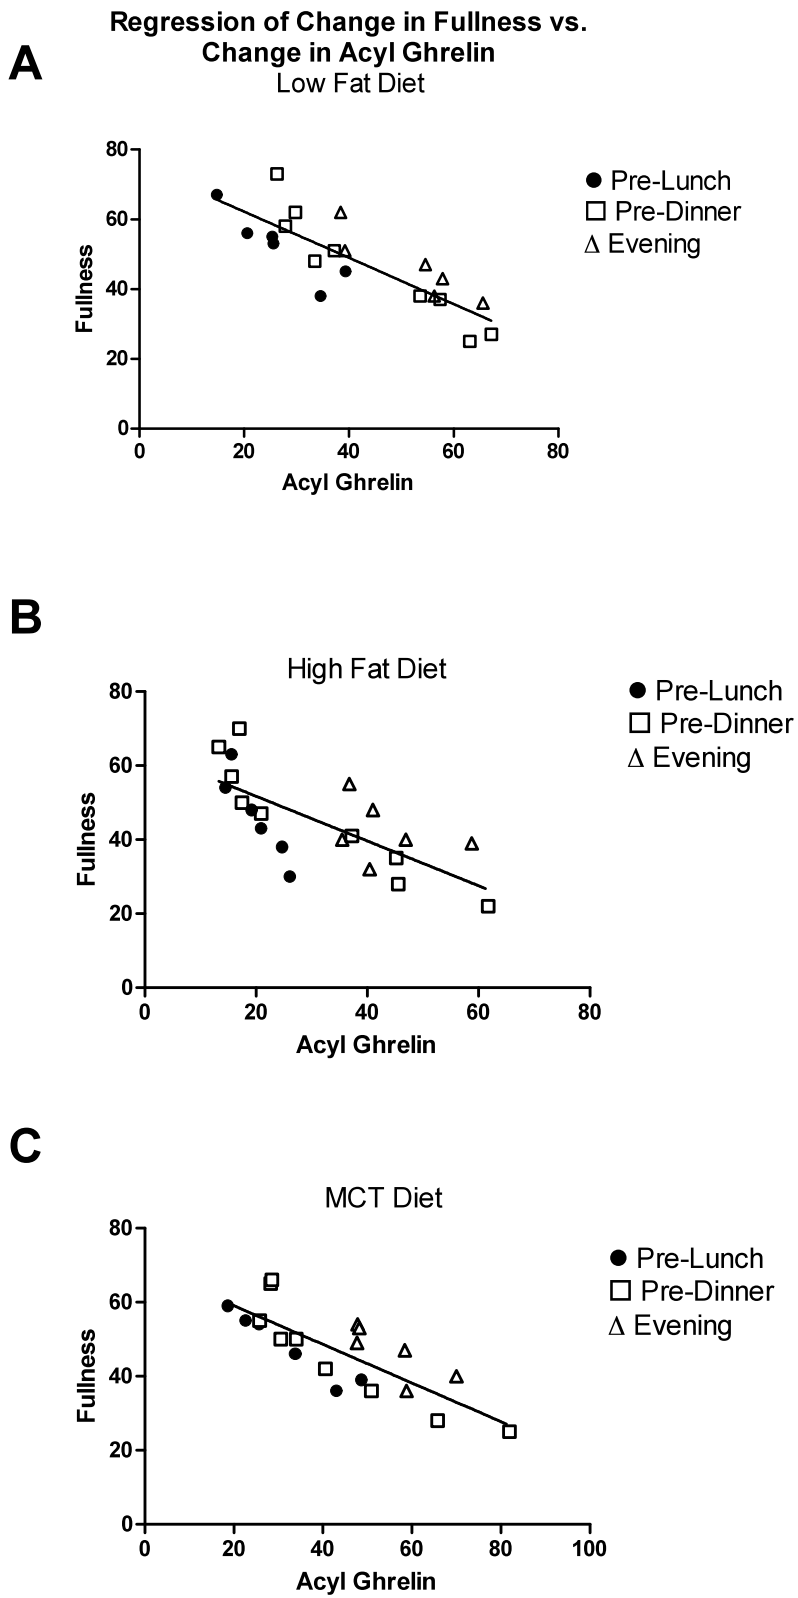 Regression of Change in Fullness vs.
Change in Acyl Ghrelin
A
Low Fat Diet
80
60
40
20
0
Fullness
0 20 40 60 80
Acyl Ghrelin
Pre-Lunch
Pre-Dinner
Evening
B
High Fat Diet
80
60
40
20
0
Fullness
0 20 40 60 80
Acyl Ghrelin
Pre-Lunch
Pre-Dinner
Evening
C
MCT Diet
80
60
40
20
0
Fullness
0 20 40 60 80 100
Acyl Ghrelin
Pre-Lunch
Pre-Dinner
Evening